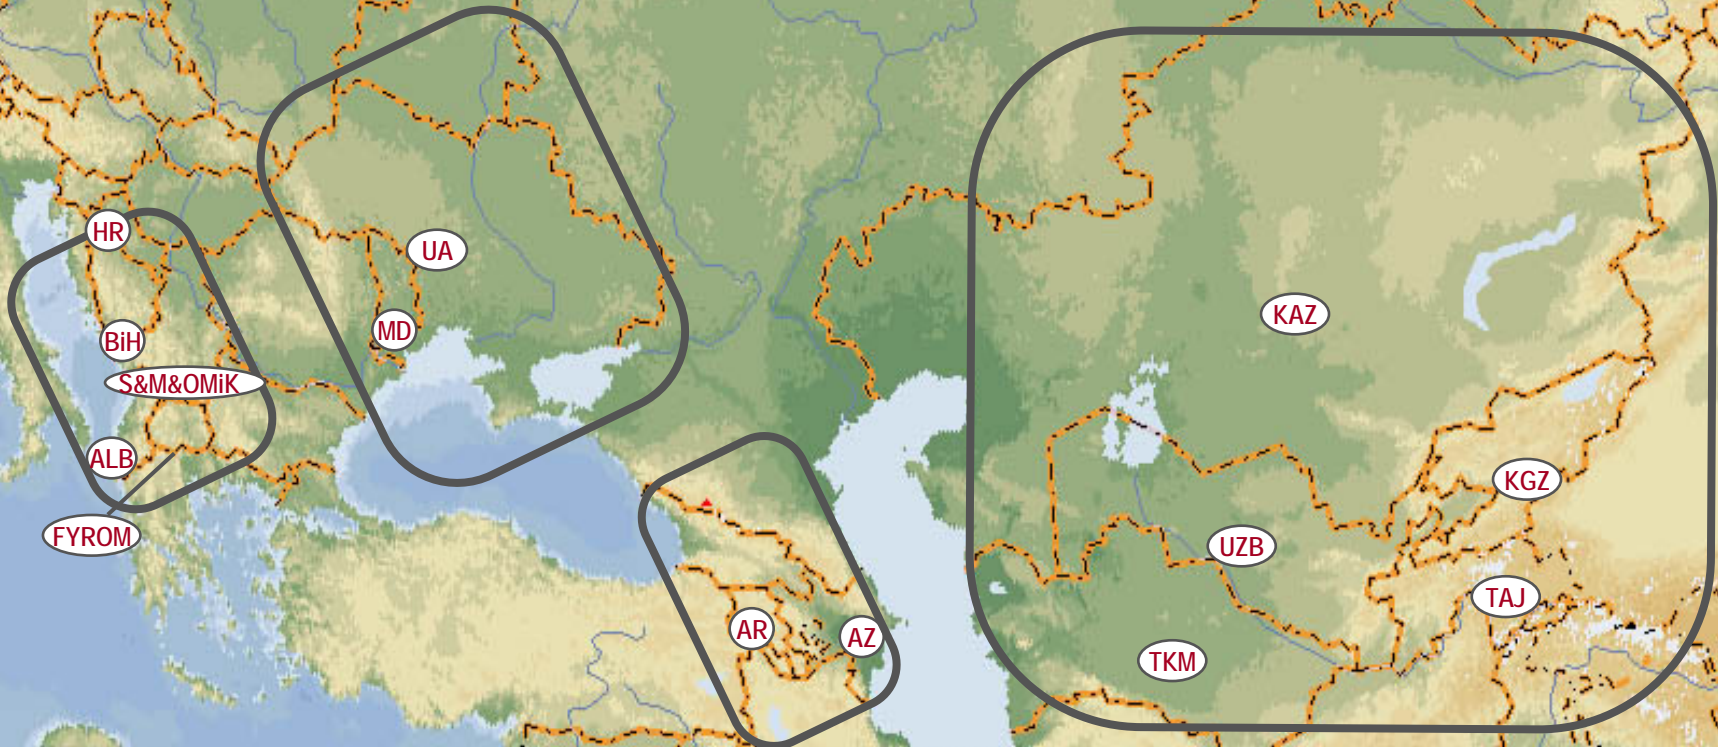 HR
UA
BiH
MD
S&M&OMiK
ALB
FYROM
AR
AZ
KAZ
KGZ
UZB
TAJ
TKM